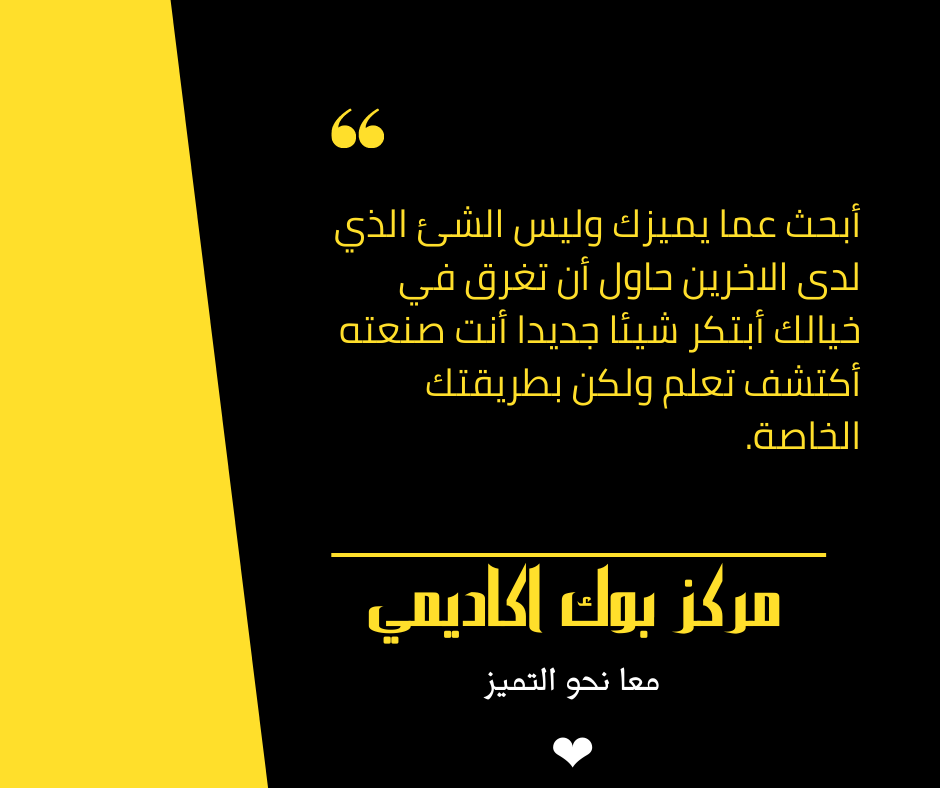 ❝
أبحث عما يميزك وليس الشئ الذي
لدى الاخرين حاول أن تغرق في
خيالك أبتكر شيئا جديدا أنت صنعته
أكتشف تعلم ولكن بطريقتك
الخاصة.
مركز بوك اكاديمي
معا نحو التميز
❤